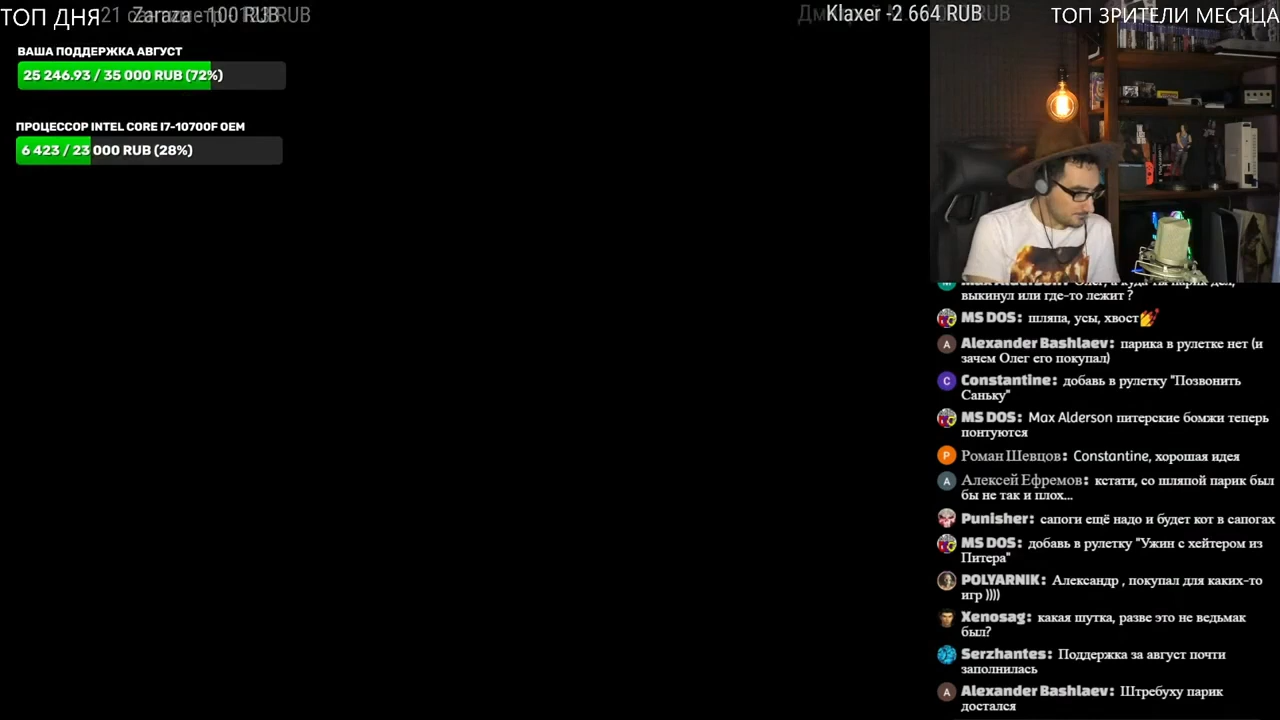 ТОП ДНЯ
Zaraza - 100 RUB
Klaxer -2 664 RUB
ТОП ЗРИТЕЛИ МЕСЯЦА
ВАША ПОДДЕРЖКА АВГУСТ
25 246.93 / 35 000 RUB (72%)
ПРОЦЕССОР INTEL CORE I7-10700F OEM
6 423 / 23 000 RUB (28%)
выкинул или где-то лежит ?
MS DOS: шляпа, усы, хвост
Alexander Bashlaev: парика в рулетке нет (и
зачем Олег его покупал)
Constantine: добавь в рулетку "Позвонить
Саньку"
MS DOS: Max Alderson питерские бомжи теперь
понтуются
Роман Шевцов: Constantine, хорошая идея
Алексей Ефремов: кстати, со шляпой парик был
бы не так и плох...
Punisher: сапоги ещё надо и будет кот в сапогах
MS DOS: добавь в рулетку "Ужин с хейтером из
Питера"
POLYARNIK: Александр , покупал для каких-то
игр ))))
Xenosag: какая шутка, разве это не ведьмак
был?
Serzhantes: Поддержка за август почти
заполнилась
Alexander Bashlaev: Штребуху парик
достался